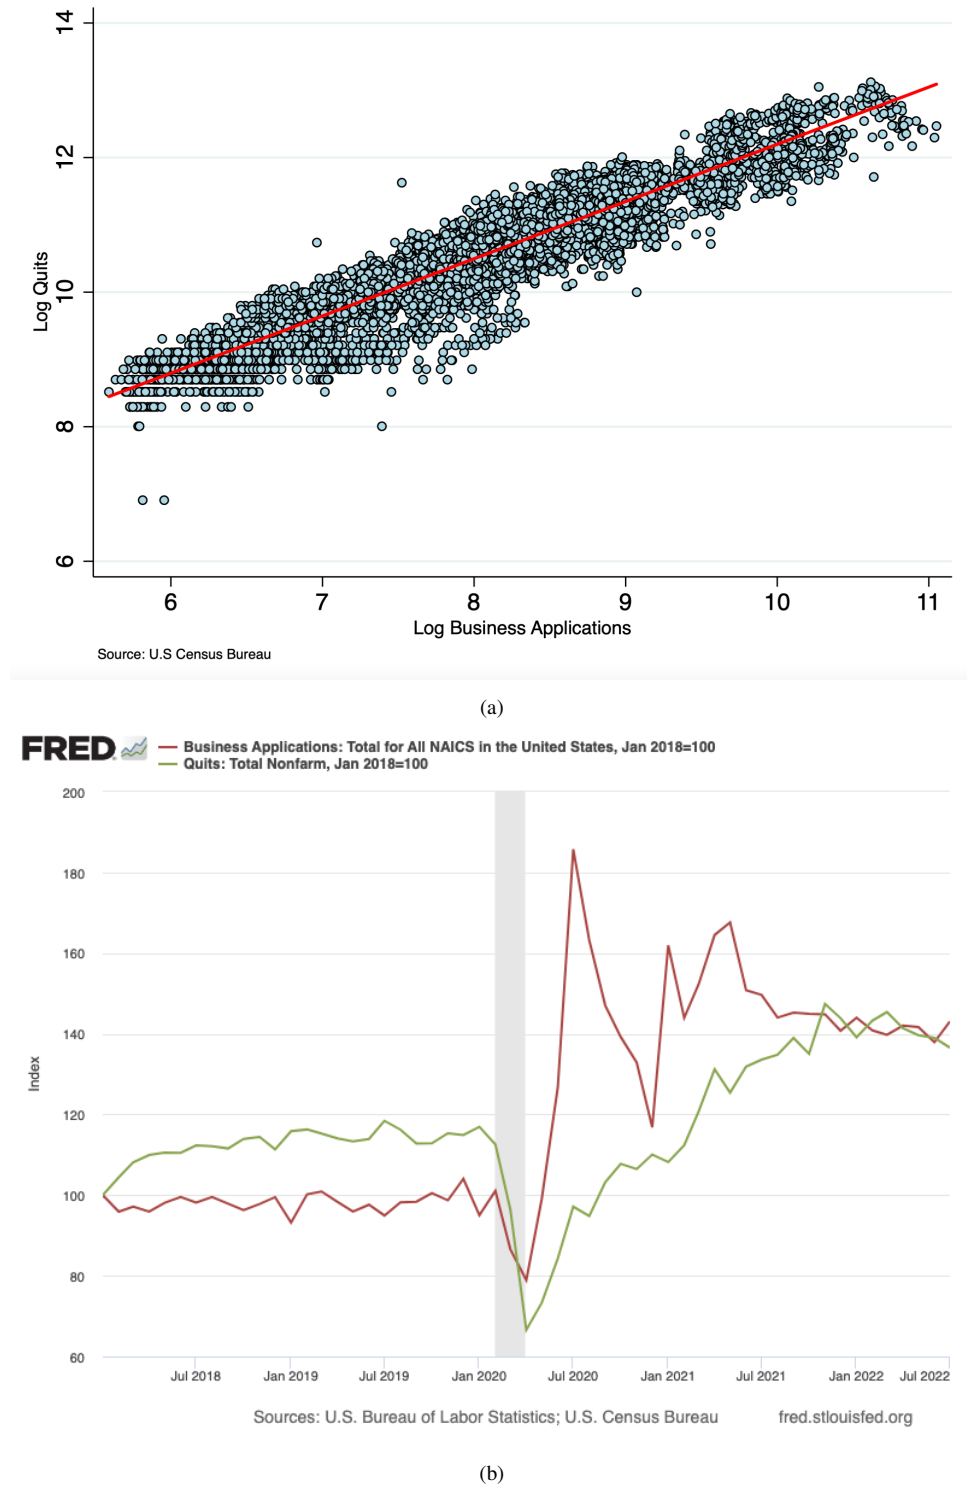 14
12
10
8
6
Log Quits
6 7 8 9 10 11
Log Business Applications
Source: U.S Census Bureau
(a)
FRED
Business Applications: Total for All NAICS in the United States, Jan 2018=100
Quits: Total Nonfarm, Jan 2018=100
200
180
160
140
120
100
80
60
Index
Jul 2018 Jan 2019 Jul 2019 Jan 2020 Jul 2020 Jan 2021 Jul 2021 Jan 2022 Jul 2022
Sources: U.S. Bureau of Labor Statistics; U.S. Census Bureau fred.stlouisfed.org
(b)